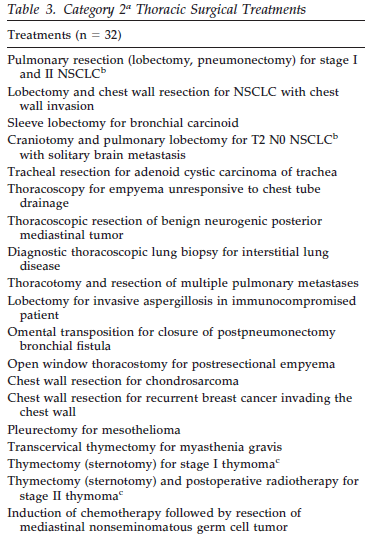 Table 3. Category 2ᵃ Thoracic Surgical Treatments
Treatments (n = 32)
Pulmonary resection (lobectomy, pneumonectomy) for stage I
and II NSCLCᵇ
Lobectomy and chest wall resection for NSCLC with chest
wall invasion
Sleeve lobectomy for bronchial carcinoid
Craniotomy and pulmonary lobectomy for T2 N0 NSCLCᵇ
with solitary brain metastasis
Tracheal resection for adenoid cystic carcinoma of trachea
Thoracoscopy for empyema unresponsive to chest tube
drainage
Thoracoscopic resection of benign neurogenic posterior
mediastinal tumor
Diagnostic thoracoscopic lung biopsy for interstitial lung
disease
Thoracotomy and resection of multiple pulmonary metastases
Lobectomy for invasive aspergillosis in immunocompromised
patient
Omental transposition for closure of postpneumonectomy
bronchial fistula
Open window thoracostomy for postresectional empyema
Chest wall resection for chondrosarcoma
Chest wall resection for recurrent breast cancer invading the
chest wall
Pleurectomy for mesothelioma
Transcervical thymectomy for myasthenia gravis
Thymectomy (sternotomy) for stage I thymomaᶜ
Thymectomy (sternotomy) and postoperative radiotherapy for
stage II thymomaᶜ
Induction of chemotherapy followed by resection of
mediastinal nonseminomatous germ cell tumor